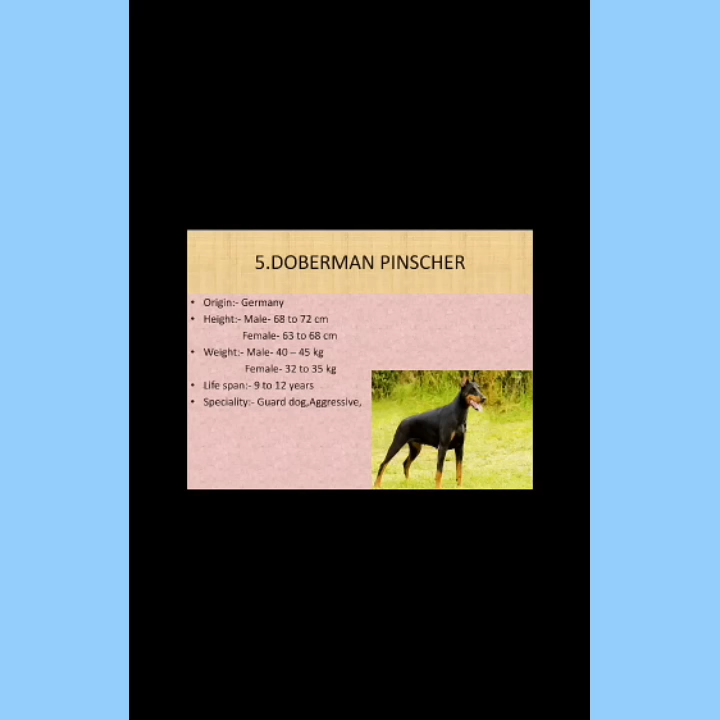 5.DOBERMAN PINSCHER
• Origin:- Germany
• Height:- Male- 68 to 72 cm
Female- 63 to 68 cm
• Weight:- Male- 40 – 45 kg
Female- 32 to 35 kg
• Life span:- 9 to 12 years
• Speciality:- Guard dog,Aggressive,